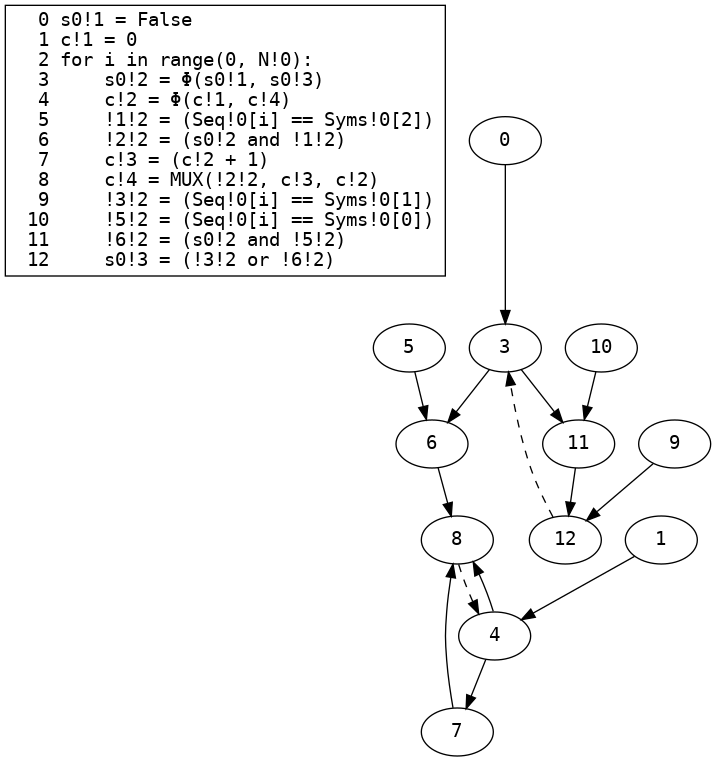 0 s0!1 = False
1 c!1 = 0
2 for i in range(0, N!0):
3     s0!2 = Φ(s0!1, s0!3)
4     c!2 = Φ(c!1, c!4)
5     !1!2 = (Seq!0[i] == Syms!0[2])
6     !2!2 = (s0!2 and !1!2)
7     c!3 = (c!2 + 1)
8     c!4 = MUX(!2!2, c!3, c!2)
9     !3!2 = (Seq!0[i] == Syms!0[1])
10     !5!2 = (Seq!0[i] == Syms!0[0])
11     !6!2 = (s0!2 and !5!2)
12     s0!3 = (!3!2 or !6!2)
0
5
3
10
6
11
9
8
12
1
4
7